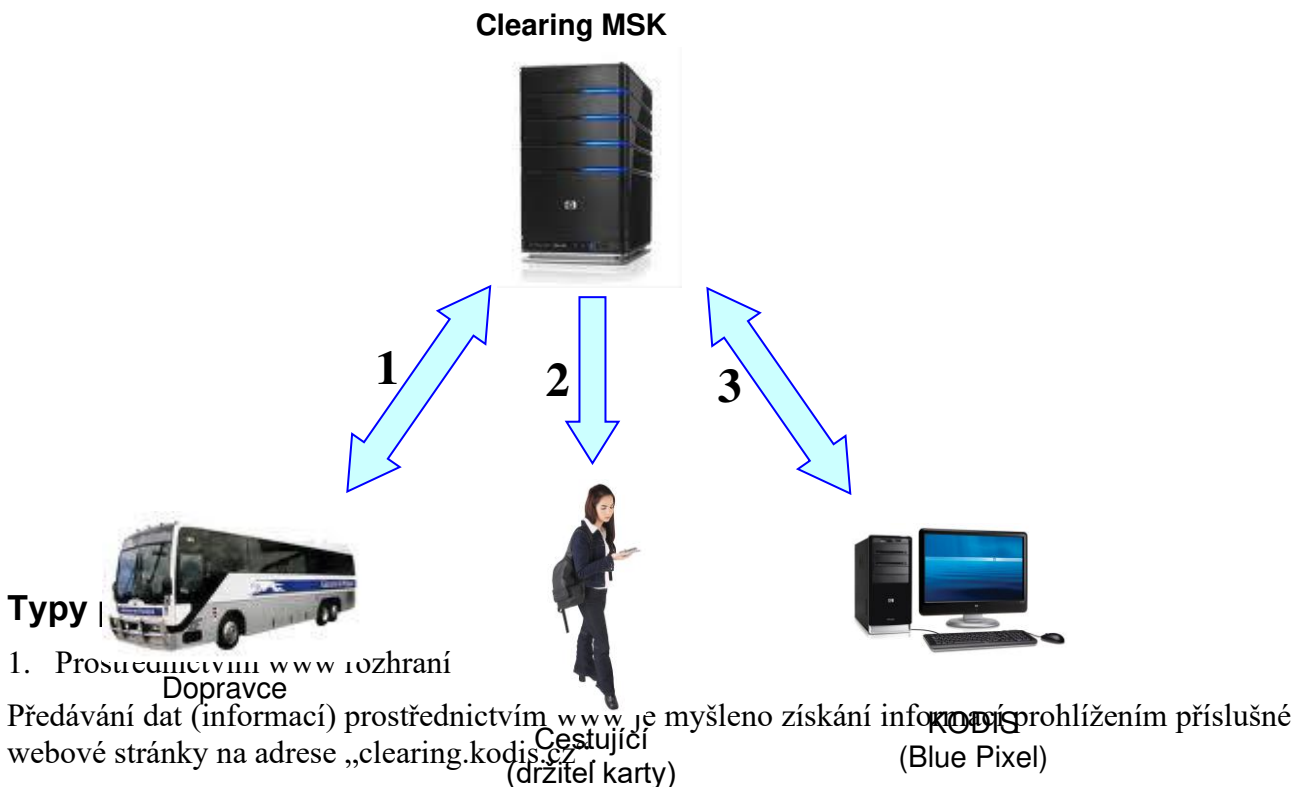 Clearing MSK
1
2
3
Typy
1. Prostřednictvím www rozhraní
Dopravce
Předávání dat (informací) prostřednictvím www je myšleno získání informací prohlížením příslušné
KODIS
webové stránky na adrese „clearing.kodis.cz“.
Cestující
(držitel karty)
(Blue Pixel)